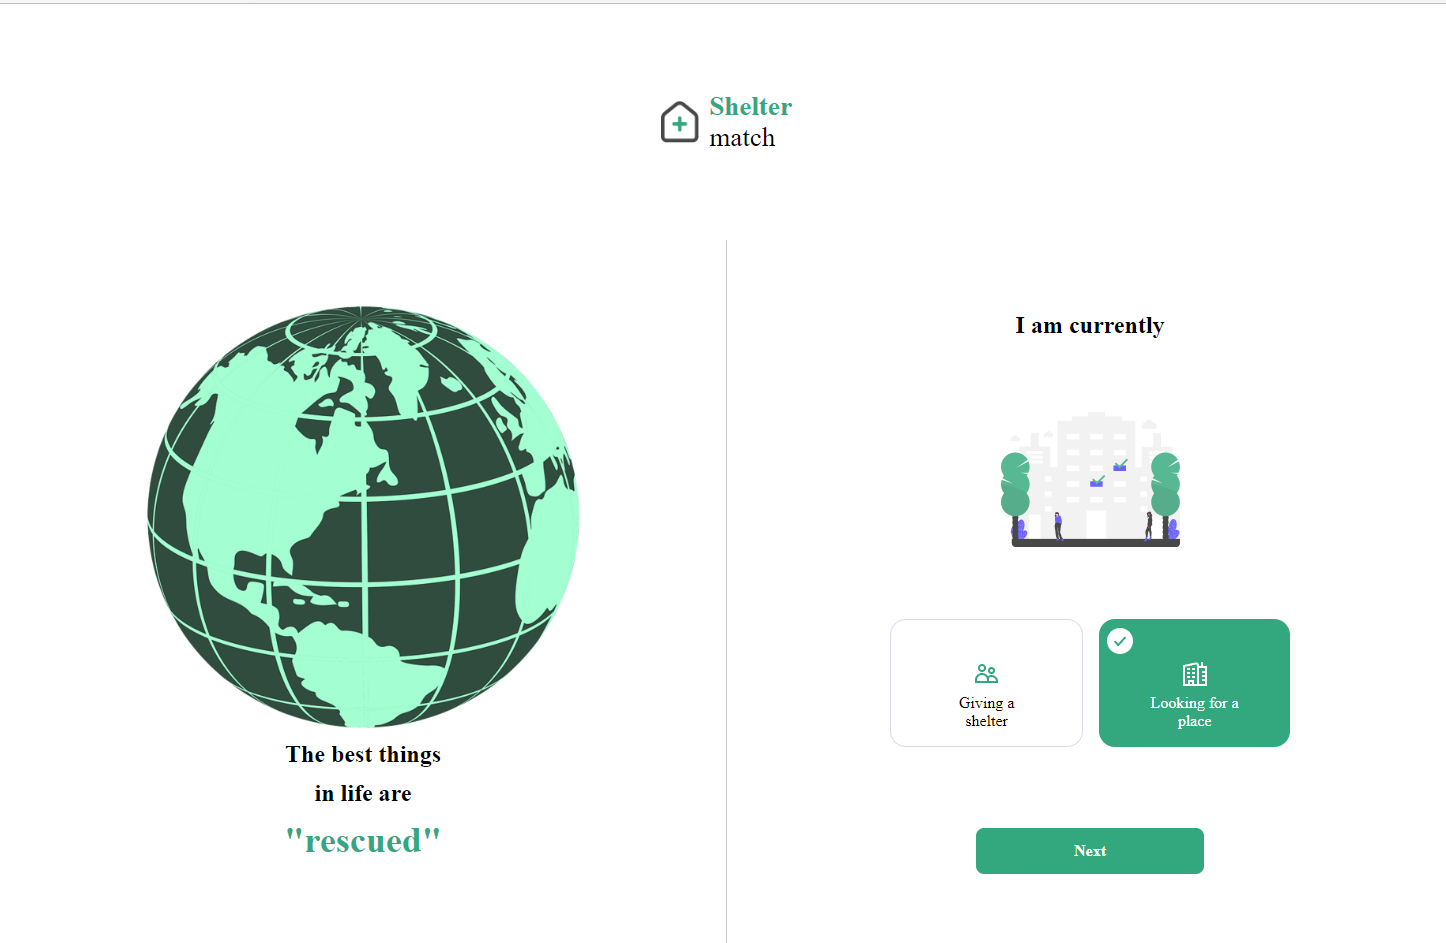 Shelter
match
The best things
in life are
"rescued"
I am currently
Giving a
shelter
Looking for a
place
Next